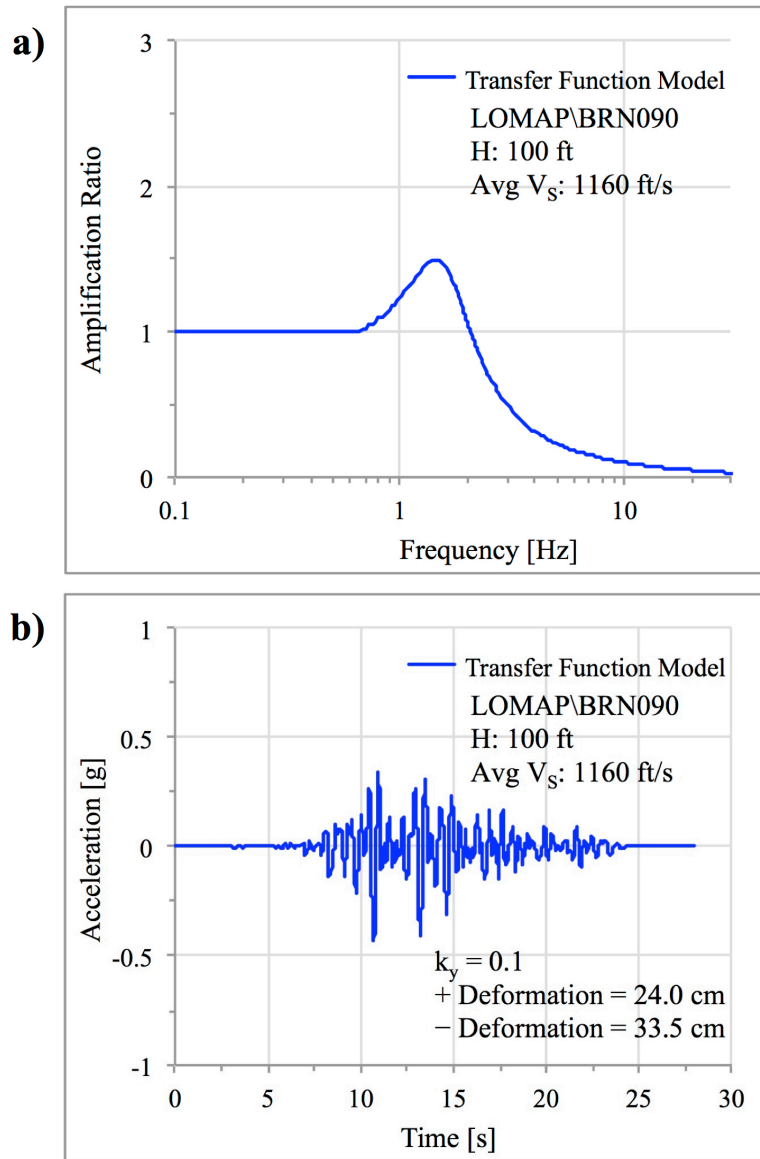 a)
3
2
1
0
Amplification Ratio
Transfer Function Model
LOMAP\BRN090
H: 100 ft
Avg VS: 1160 ft/s
0.1
1
10
Frequency [Hz]
b)
1
0.5
0
-0.5
-1
Acceleration [g]
Transfer Function Model
LOMAP\BRN090
H: 100 ft
Avg VS: 1160 ft/s
ky = 0.1
+ Deformation = 24.0 cm
− Deformation = 33.5 cm
0
5
10
15
20
25
30
Time [s]